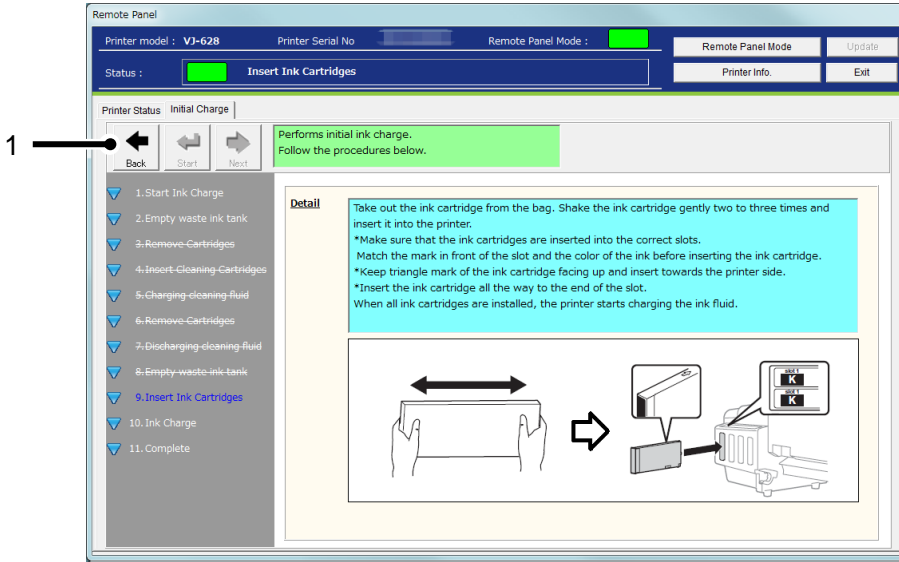 Remote Panel
Printer model : VJ-628 Printer Serial No Remote Panel Mode :
Remote Panel Mode Update
Status : Insert Ink Cartridges
Printer Info. Exit
Printer Status Initial Charge
1
Back Start Next
Performs initial ink charge.
Follow the procedures below.
1.Start Ink Charge
2.Empty waste ink tank
3.Remove Cartridges
4.Insert Cleaning Cartridges
5.Charging cleaning fluid
6.Remove Cartridges
7.Discharging cleaning fluid
8.Empty waste ink tank
9.Insert Ink Cartridges
10.Ink Charge
11.Complete
Detail
Take out the ink cartridge from the bag. Shake the ink cartridge gently two to three times and
insert it into the printer.
*Make sure that the ink cartridges are inserted into the correct slots.
Match the mark in front of the slot and the color of the ink before inserting the ink cartridge.
*Keep triangle mark of the ink cartridge facing up and insert towards the printer side.
*Insert the ink cartridge all the way to the end of the slot.
When all ink cartridges are installed, the printer starts charging the ink fluid.
slot 1
K
slot 1
K